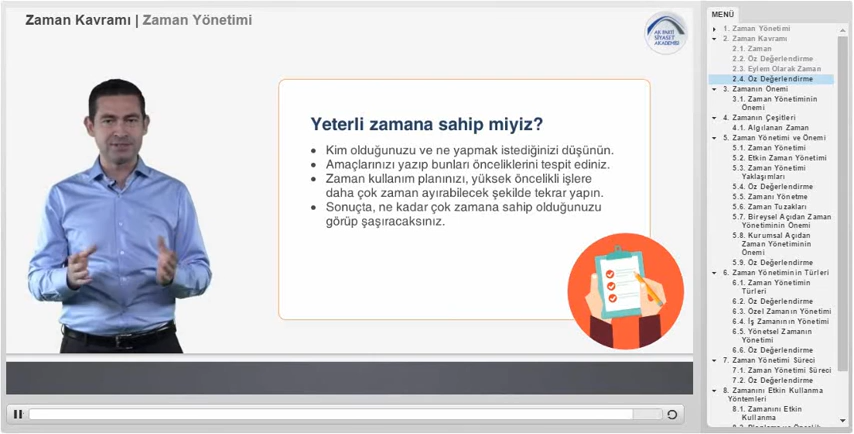 Zaman Kavramı | Zaman Yönetimi
AK PARTİ
SİYASET
AKADEMİSİ
Yeterli zamana sahip miyiz?
• Kim olduğunuzu ve ne yapmak istediğinizi düşünün.
• Amaçlarınızı yazıp bunları önceliklerini tespit ediniz.
• Zaman kullanım planınızı, yüksek öncelikli işlere
daha çok zaman ayırabilecek şekilde tekrar yapın.
• Sonuçta, ne kadar çok zamana sahip olduğunuzu
görüp şaşıracaksınız.
MENÜ
1. Zaman Yönetimi
2. Zaman Kavramı
2.1. Zaman
2.2. Öz Değerlendirme
2.3. Eylem Olarak Zaman
2.4. Öz Değerlendirme
3. Zamanın Önemi
3.1. Zaman Yönetiminin
Önemi
4. Zamanın Çeşitleri
4.1. Algılanan Zaman
5. Zaman Yönetimi ve Önemi
5.1. Zaman Yönetimi
5.2. Etkin Zaman Yönetimi
5.3. Zaman Yönetimi
Yaklaşımları
5.4. Öz Değerlendirme
5.5. Zamanı Yönetme
5.6. Zaman Tuzakları
5.7. Bireysel Açıdan Zaman
Yönetiminin Önemi
5.8. Kurumsal Açıdan
Zaman Yönetiminin
Önemi
5.9. Öz Değerlendirme
6. Zaman Yönetiminin Türleri
6.1. Zaman Yönetimin
Türleri
6.2. Öz Değerlendirme
6.3. Özel Zamanın Yönetimi
6.4. İş Zamanının Yönetimi
6.5. Yönetsel Zamanın
Yönetimi
6.6. Öz Değerlendirme
7. Zaman Yönetimi Süreci
7.1. Zaman Yönetimi Süreci
7.2. Öz Değerlendirme
8. Zamanını Etkin Kullanma
Yöntemleri
8.1. Zamanını Etkin
Kullanma